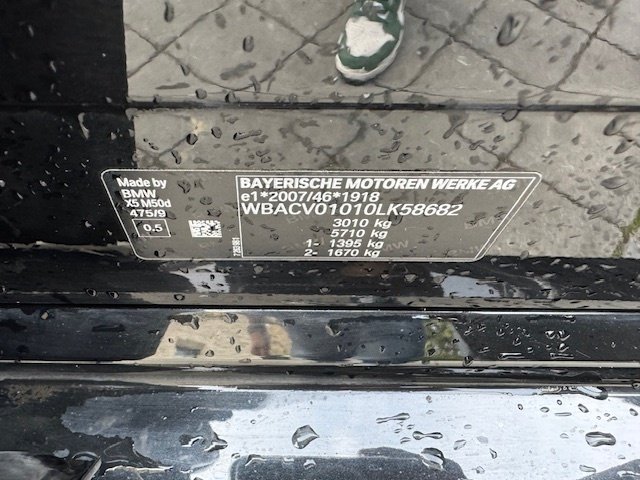 Made by
BMW
X5 M50d
475/9
0.5
BAYERISCHE MOTOREN WERKE AG
e1*2007/46*1918
WBACV01010LK58682
3010 kg
5710 kg
1- 1395 kg
2- 1670 kg